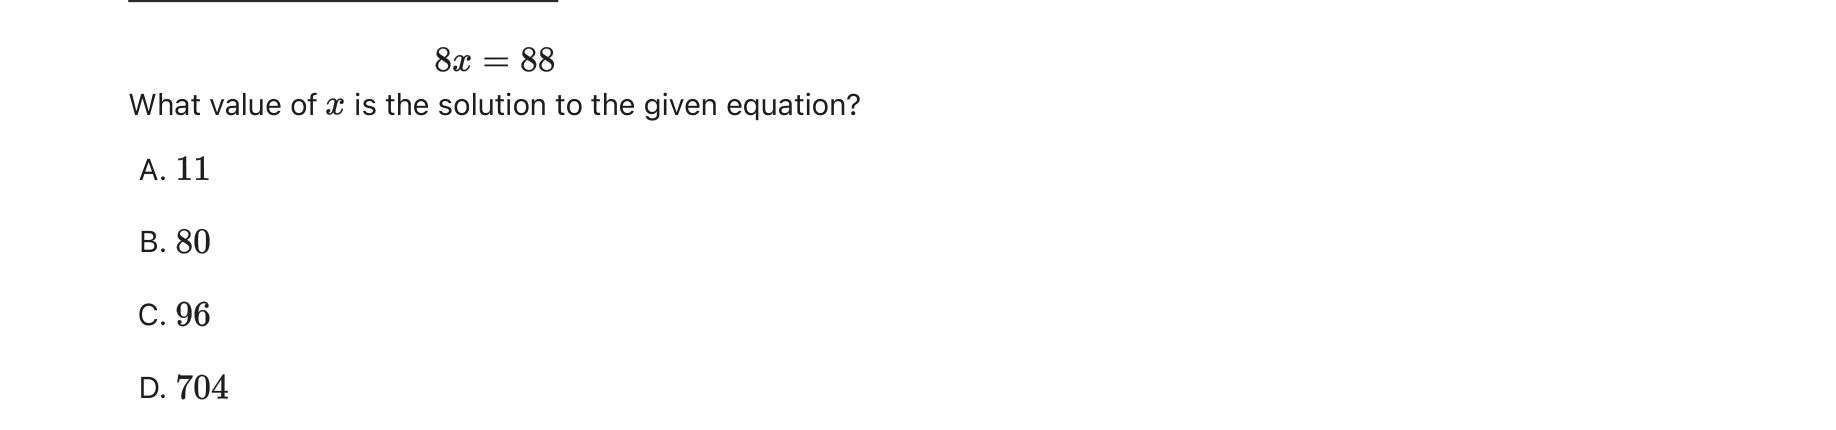 8x = 88
What value of x is the solution to the given equation?
A. 11
B. 80
C. 96
D. 704